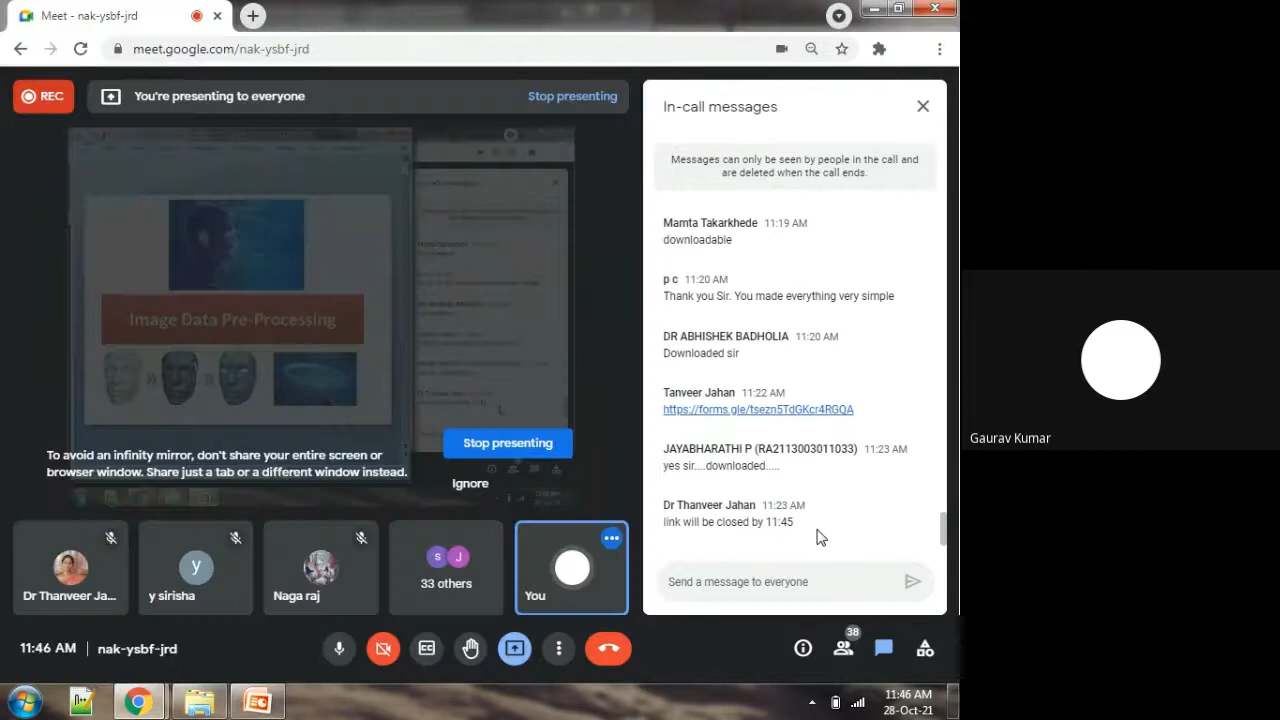 Meet - nak-ysbf-jrd
meet.google.com/nak-ysbf-jrd
REC
You're presenting to everyone
Stop presenting
Image Data Pre-Processing
To avoid an infinity mirror, don't share your entire screen or
browser window. Share just a tab or a different window instead.
Stop presenting
Ignore
In-call messages
Messages can only be seen by people in the call and
are deleted when the call ends.
Mamta Takarkhede 11:19 AM
downloadable
p c 11:20 AM
Thank you Sir. You made everything very simple
DR ABHISHEK BADHOLIA 11:20 AM
Downloaded sir
Tanveer Jahan 11:22 AM
https://forms.gle/tsezn5TdGKcr4RGQA
JAYABHARATHI P (RA2113003011033) 11:23 AM
yes sir....downloaded.....
Dr Thanveer Jahan 11:23 AM
link will be closed by 11:45
Send a message to everyone
Dr Thanveer Ja...
y
y sirisha
Naga raj
s J
33 others
You
Gaurav Kumar
11:46 AM | nak-ysbf-jrd
38
11:46 AM
28-Oct-21